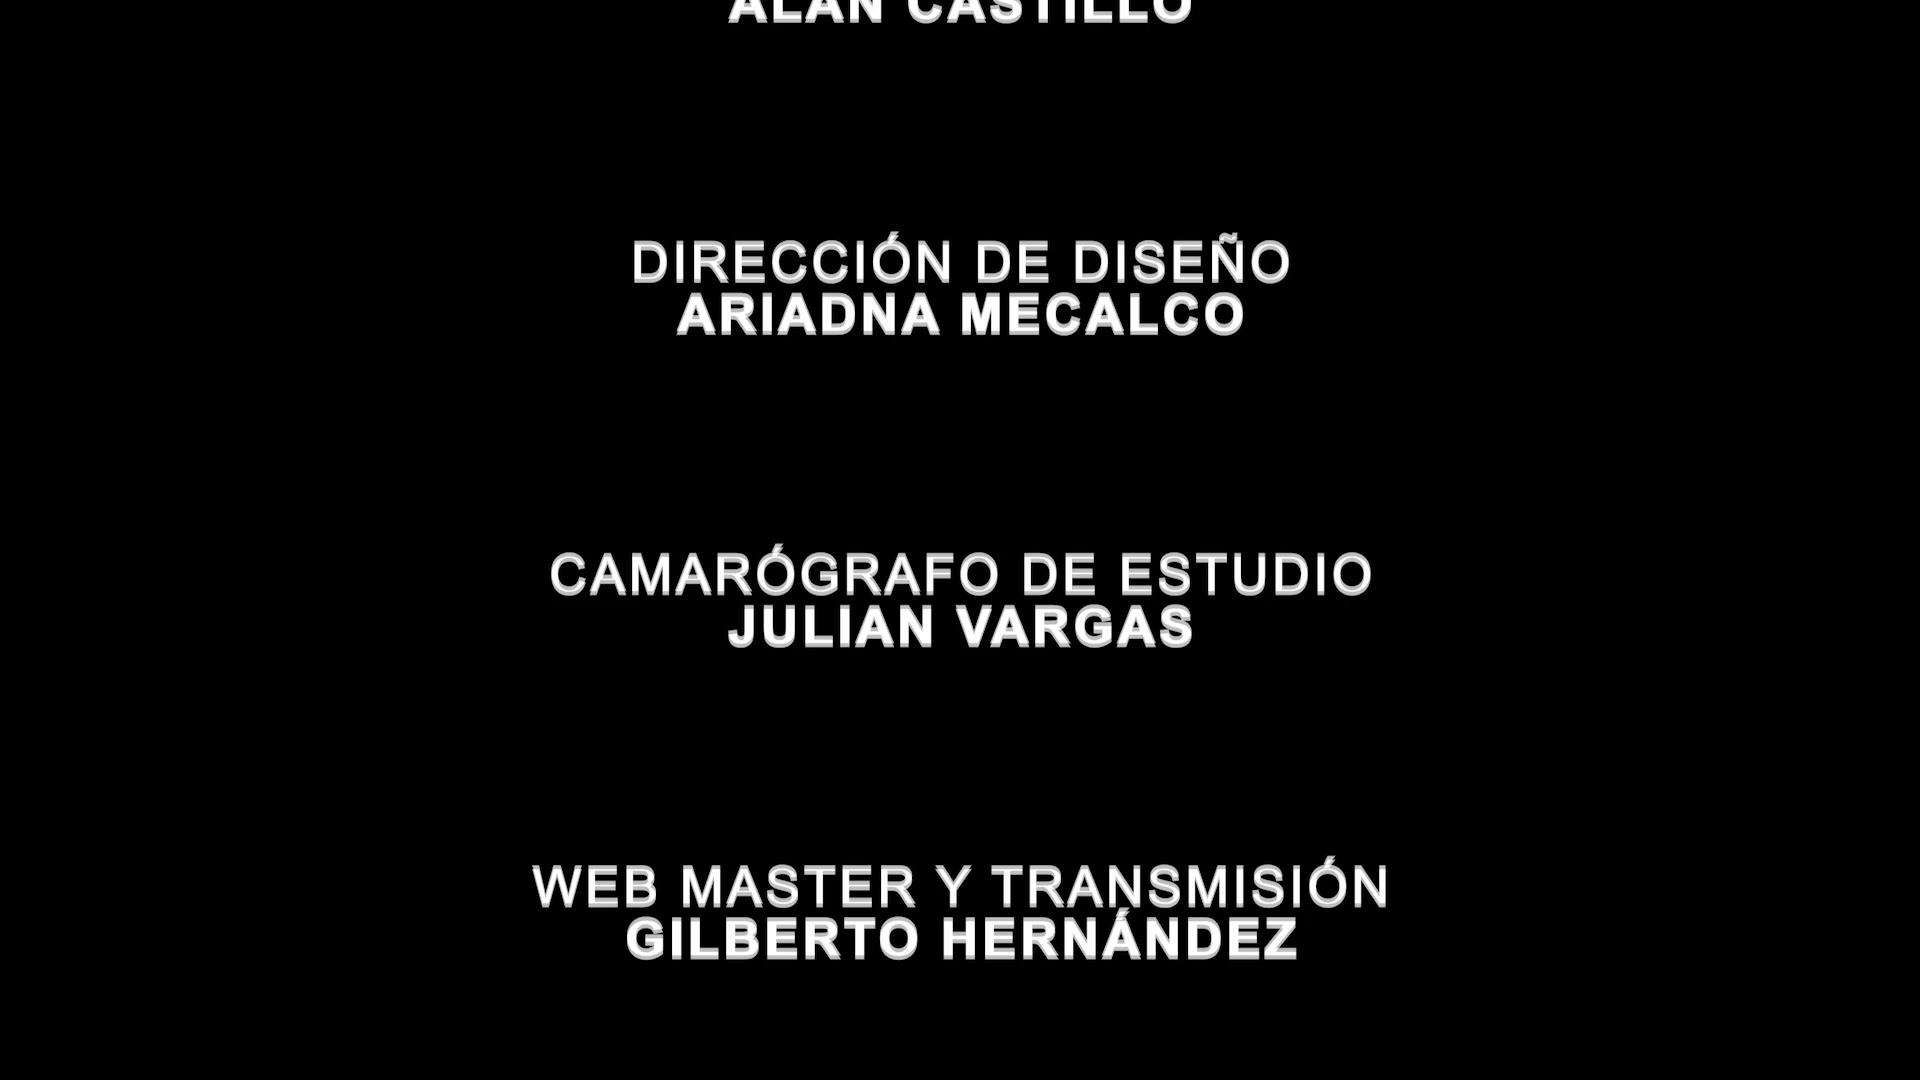 ALAN CASTILLO
DIRECCIÓN DE DISEÑO
ARIADNA MECALCO
CAMARÓGRAFO DE ESTUDIO
JULIAN VARGAS
WEB MASTER Y TRANSMISIÓN
GILBERTO HERNÁNDEZ